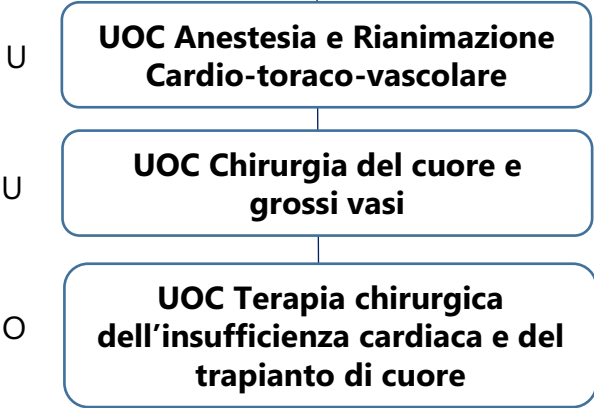 U
UOC Anestesia e Rianimazione
Cardio-toraco-vascolare
U
UOC Chirurgia del cuore e
grossi vasi
O
UOC Terapia chirurgica
dell’insufficienza cardiaca e del
trapianto di cuore